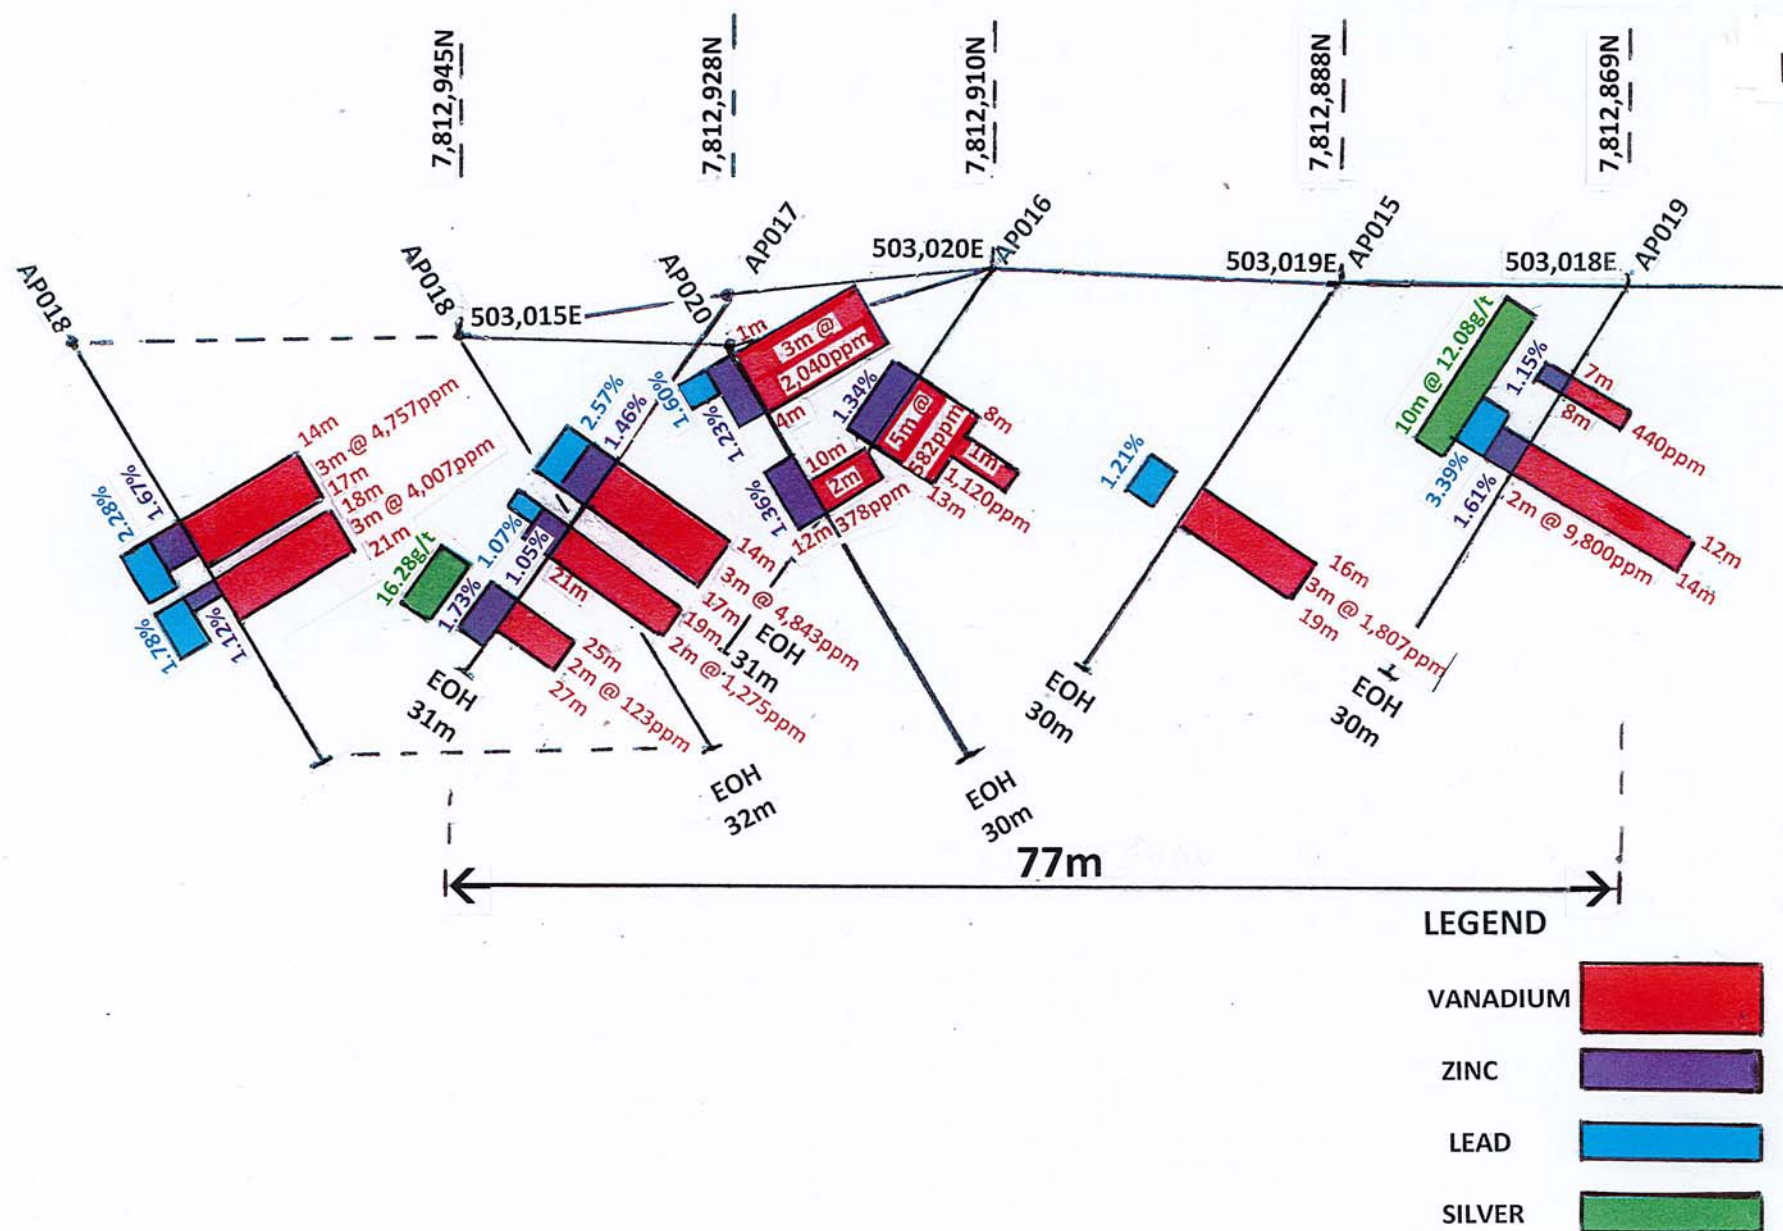 7,812,945N
7,812,928N
7,812,910N
7,812,888N
7,812,869N
AP018
AP018
AP020
AP017
AP016
AP015
AP019
503,015E
503,020E
503,019E
503,018E
14m
3m @ 4,757ppm
17m
18m
3m @ 4,007ppm
21m
1.67%
2.28%
1.12%
1.78%
2.57%
1.46%
1.07%
1.05%
16.28g/t
1.73%
14m
3m @ 4,843ppm
17m
19m
2m @ 1,275ppm
21m
25m
2m @ 123ppm
27m
EOH
31m
EOH
32m
1m
3m @
2,040ppm
4m
1.60%
1.23%
10m
2m
378ppm
12m
1.36%
EOH
30m
1.34%
8m
5m @
582ppm
1m
1,120ppm
13m
EOH
31m
1.21%
16m
3m @ 1,807ppm
19m
EOH
30m
10m @ 12.08g/t
1.15%
7m
8m
440ppm
3.39%
1.61%
12m
2m @ 9,800ppm
14m
EOH
30m
77m
LEGEND
VANADIUM
ZINC
LEAD
SILVER